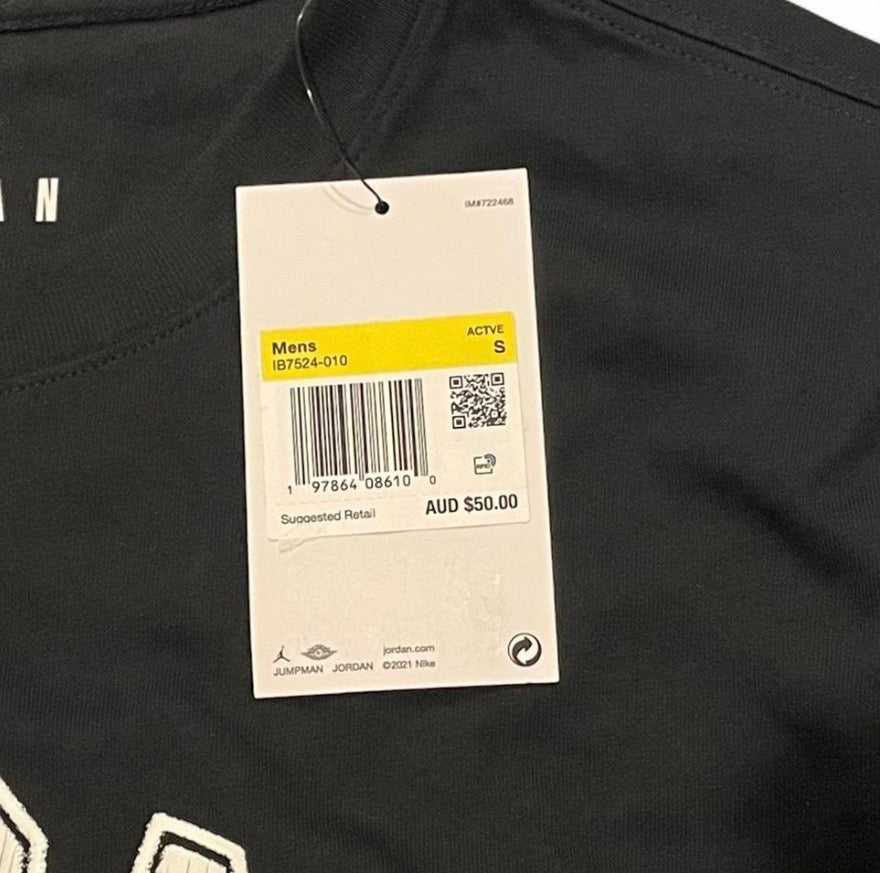 N
IM#722468
Mens
ACTVE
IB7524-010
S
1 97864 08610 0
Suggested Retail
AUD $50.00
jordan.com
JUMPMAN JORDAN ©2021 Nike